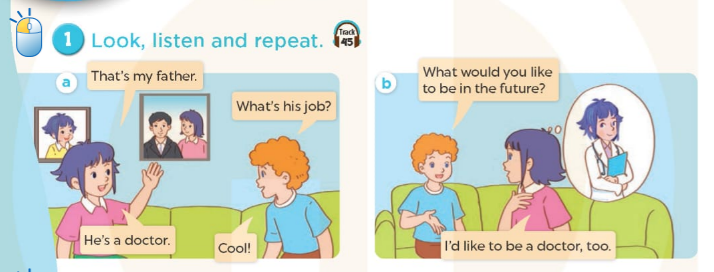 1 Look, listen and repeat. Track 45
a
That's my father.
What's his job?
He's a doctor.
Cool!
b
What would you like
to be in the future?
I'd like to be a doctor, too.